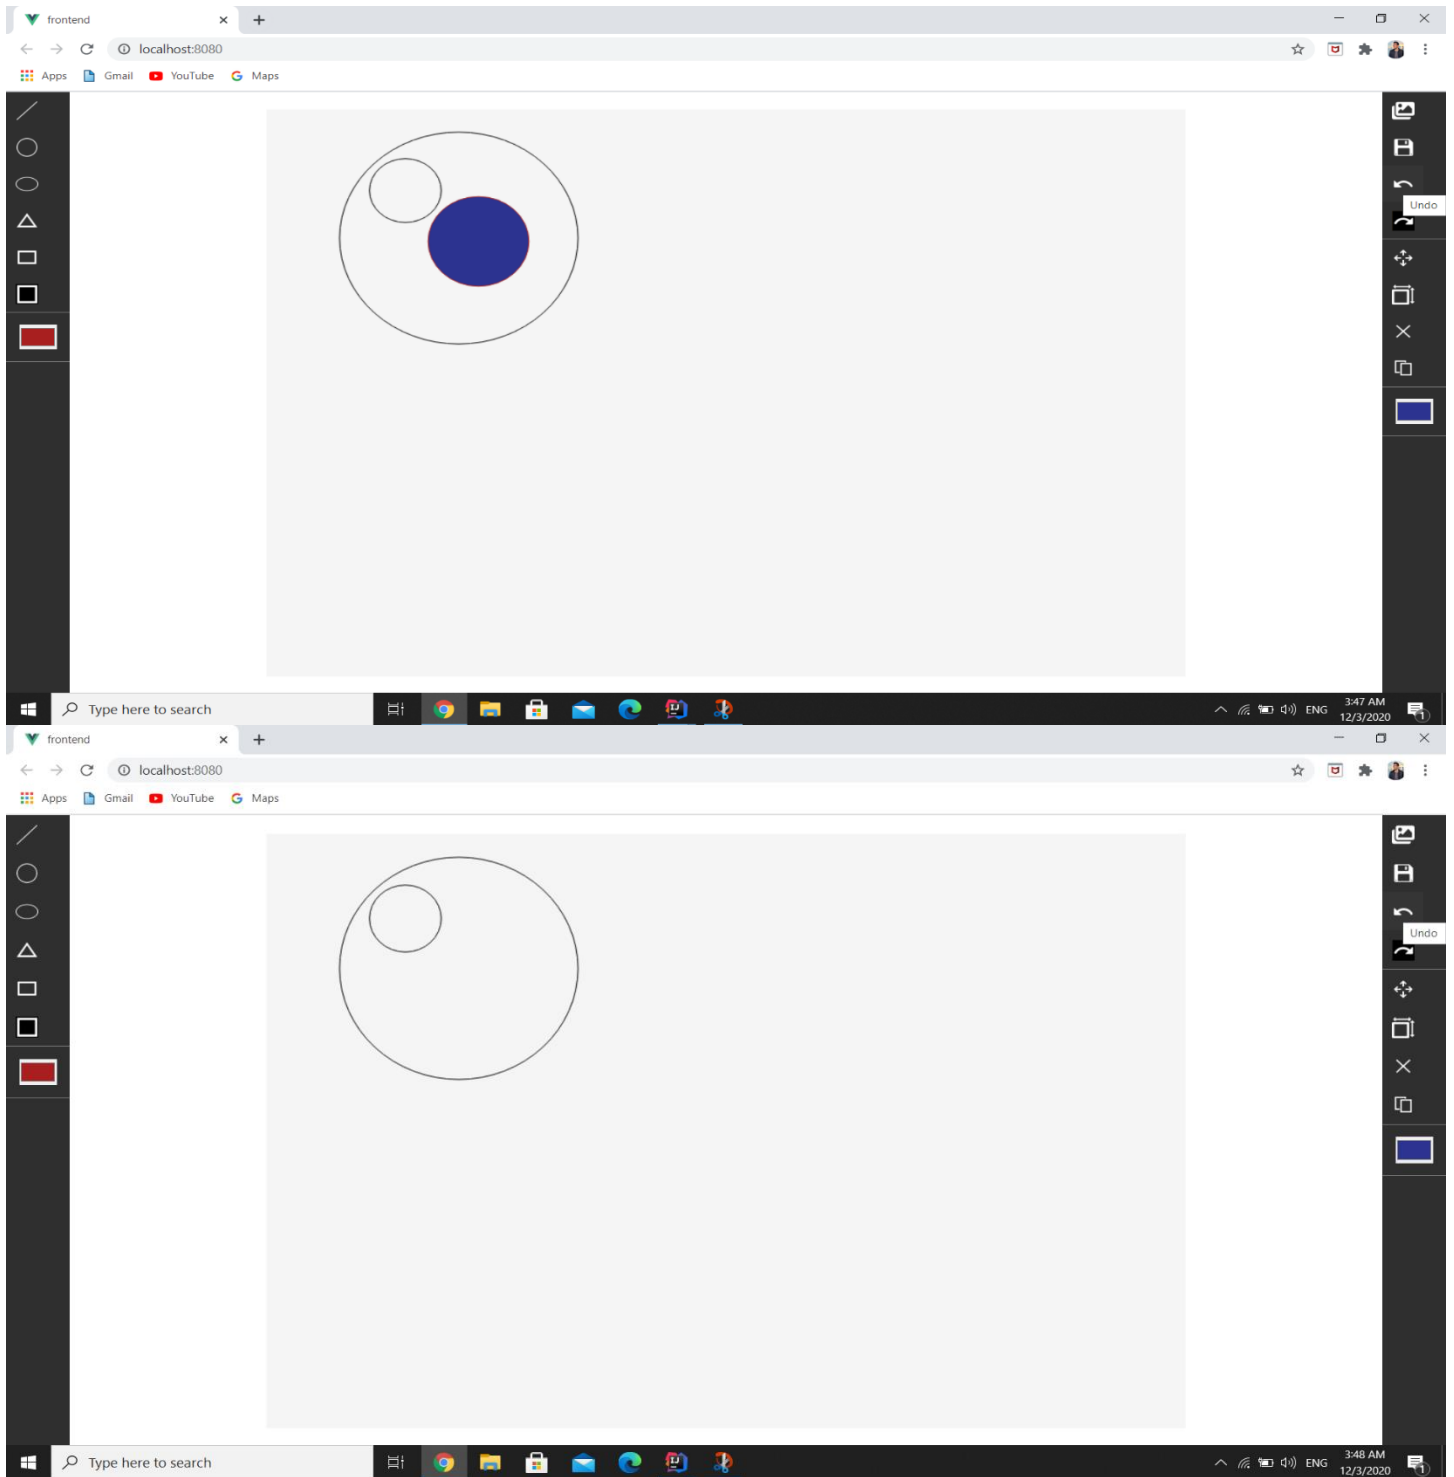 frontend
localhost:8080
Apps Gmail YouTube Maps
Undo
Type here to search
ENG 3:47 AM
12/3/2020
1
frontend
localhost:8080
Apps Gmail YouTube Maps
Undo
Type here to search
ENG 3:48 AM
12/3/2020
1